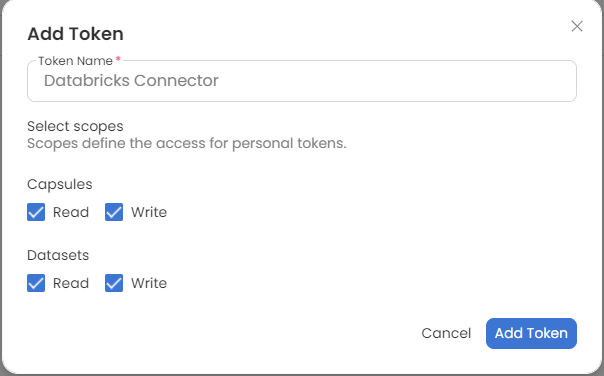 Add Token
Token Name *
Databricks Connector
Select scopes
Scopes define the access for personal tokens.
Capsules
Read Write
Datasets
Read Write
Cancel Add Token